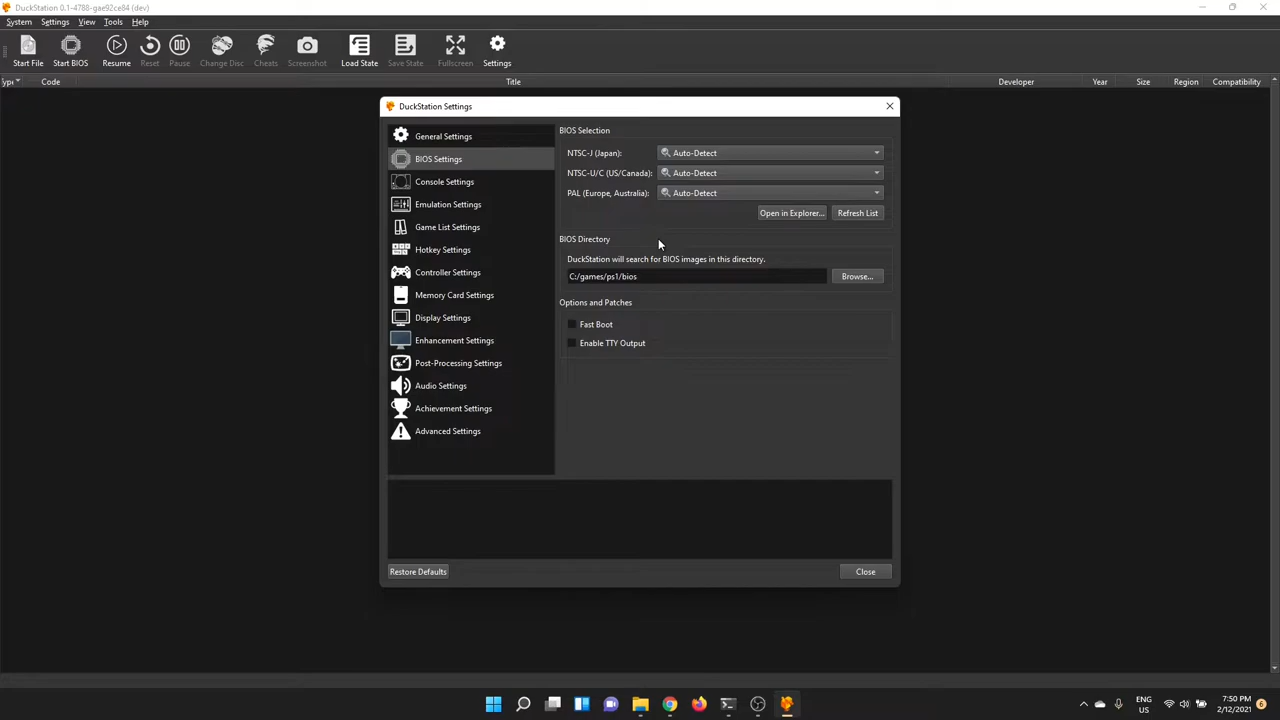 DuckStation 0.1-4788-gae92ce84 (dev)
System Settings View Tools Help
Start File Start BIOS Resume Reset Pause Change Disc Cheats Screenshot Load State Save State Fullscreen Settings
Code Title Developer Year Size Region Compatibility
DuckStation Settings
General Settings
BIOS Settings
Console Settings
Emulation Settings
Game List Settings
Hotkey Settings
Controller Settings
Memory Card Settings
Display Settings
Enhancement Settings
Post-Processing Settings
Audio Settings
Achievement Settings
Advanced Settings
BIOS Selection
NTSC-J (Japan): Auto-Detect
NTSC-U/C (US/Canada): Auto-Detect
PAL (Europe, Australia): Auto-Detect
Open in Explorer... Refresh List
BIOS Directory
DuckStation will search for BIOS images in this directory.
C:/games/ps1/bios Browse...
Options and Patches
Fast Boot
Enable TTY Output
Restore Defaults Close
ENG
US
7:50 PM
2/12/2021
6